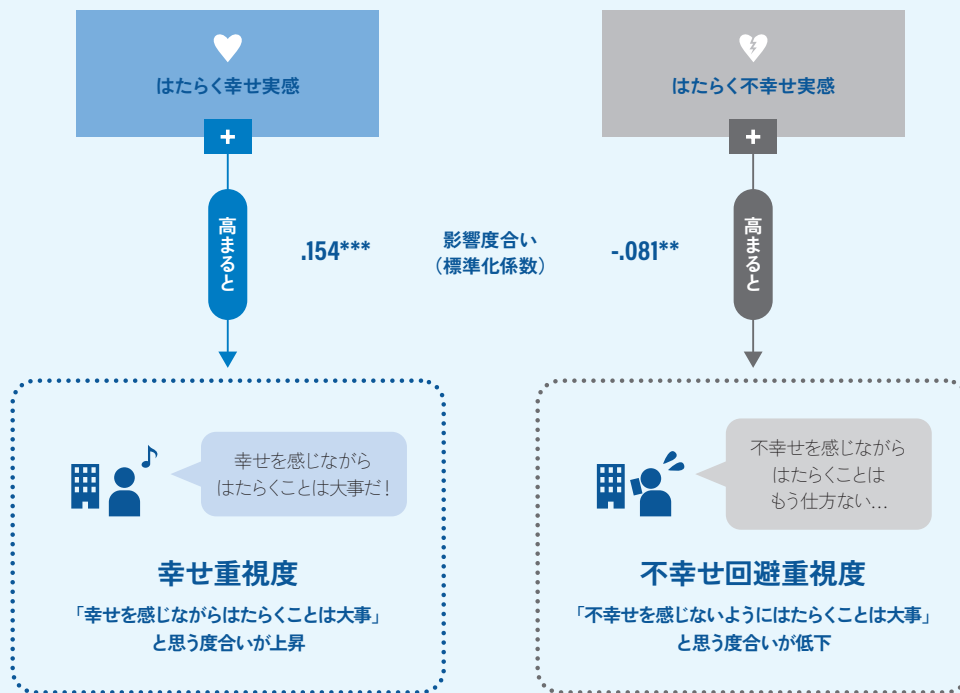 はたらく幸せ実感
+
高まると
.154***
幸せを感じながら
はたらくことは大事だ!
幸せ重視度
「幸せを感じながらはたらくことは大事」
と思う度合いが上昇
影響度合い
(標準化係数)
はたらく不幸せ実感
+
高まると
-.081**
不幸せを感じながら
はたらくことは
もう仕方ない…
不幸せ回避重視度
「不幸せを感じないようにはたらくことは大事」
と思う度合いが低下